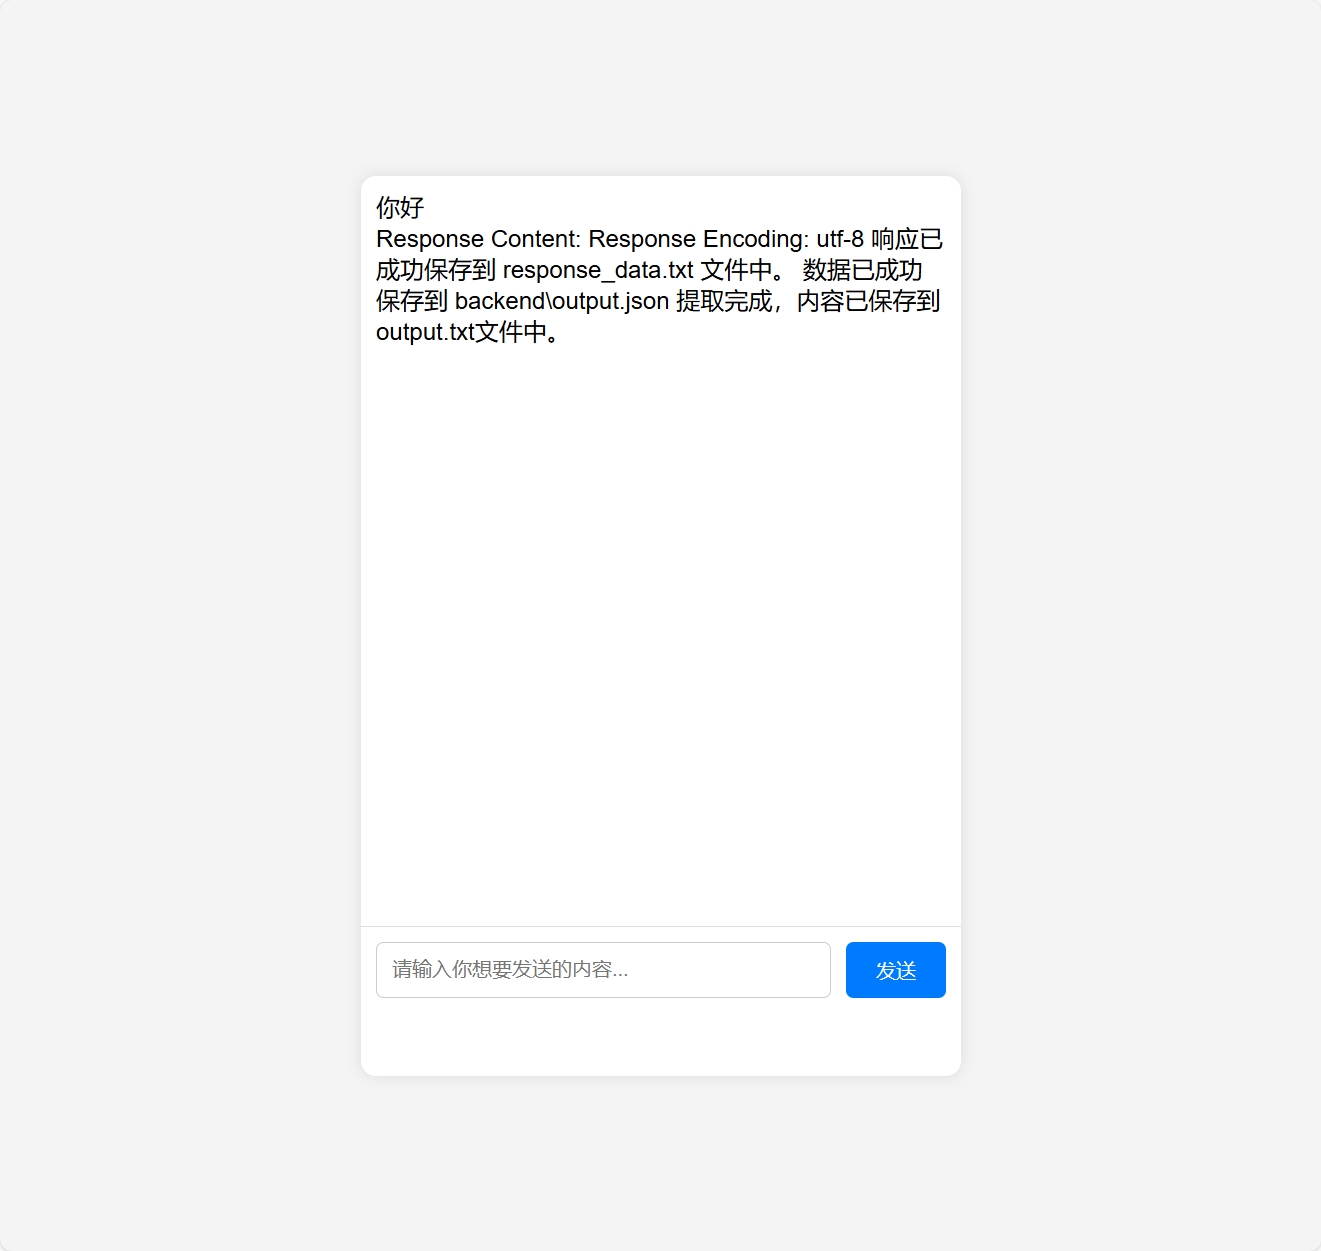 你好
Response Content: Response Encoding: utf-8 响应已
成功保存到 response_data.txt 文件中。 数据已成功
保存到 backend\output.json 提取完成，内容已保存到
output.txt文件中。
请输入你想要发送的内容...
发送